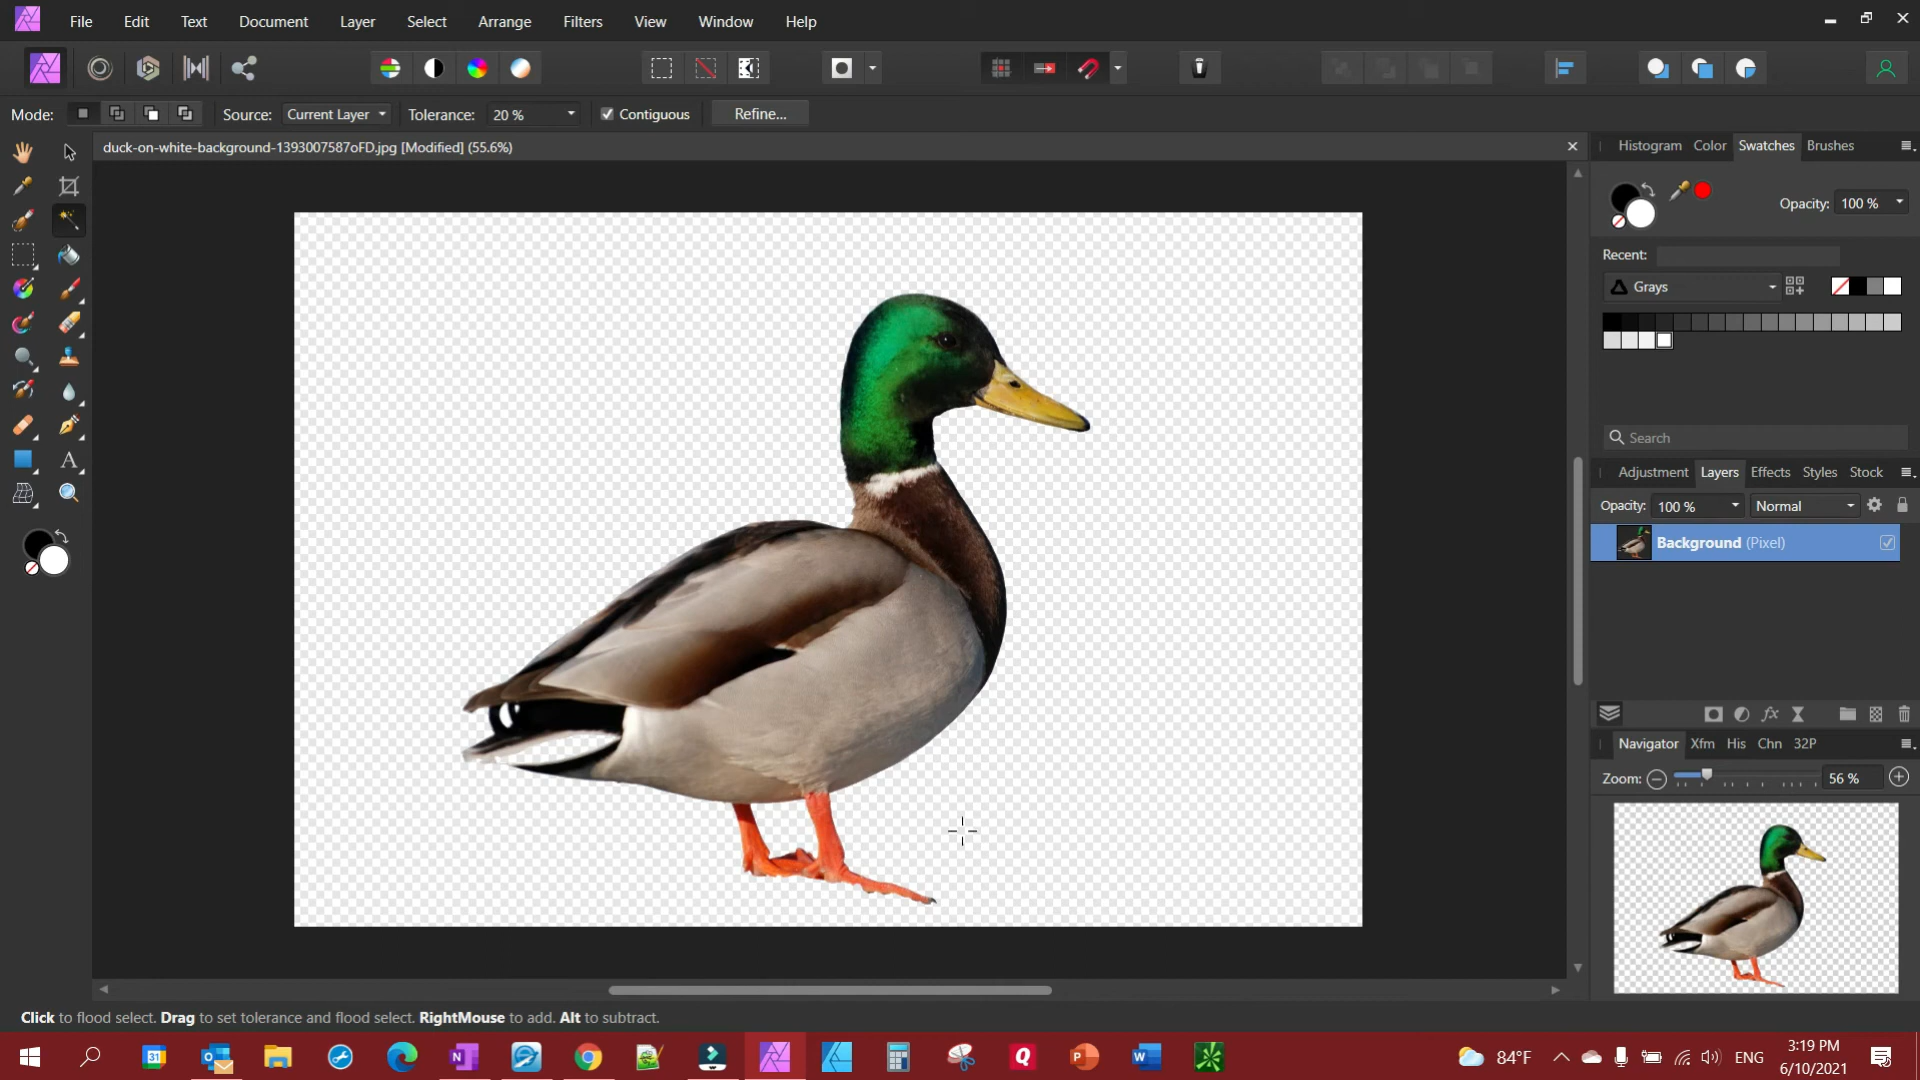 File Edit Text Document Layer Select Arrange Filters View Window Help
Mode: Source: Current Layer Tolerance: 20 % Contiguous Refine...
duck-on-white-background-1393007587oFD.jpg [Modified] (55.6%)
Histogram Color Swatches Brushes
Opacity: 100 %
Recent:
Grays
Search
Adjustment Layers Effects Styles Stock
Opacity: 100 % Normal
Background (Pixel)
fx
Navigator Xfm His Chn 32P
Zoom: 56 %
A
Click to flood select. Drag to set tolerance and flood select. RightMouse to add. Alt to subtract.
31 N Q P W 84°F ENG 3:19 PM
6/10/2021